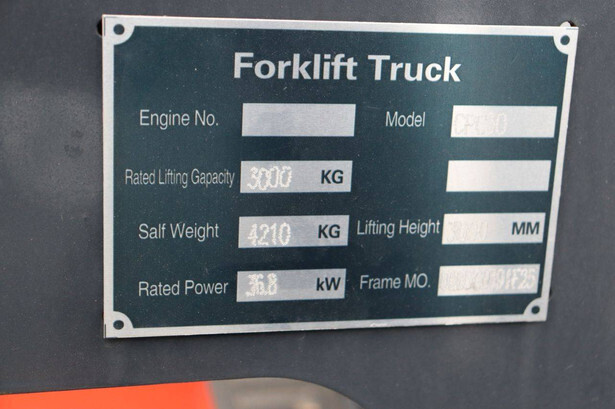 Forklift Truck
Engine No. Model
Rated Lifting Gapacity 3000 KG
Salf Weight 4210 KG Lifting Height MM
Rated Power 36.8 kW Frame MO.